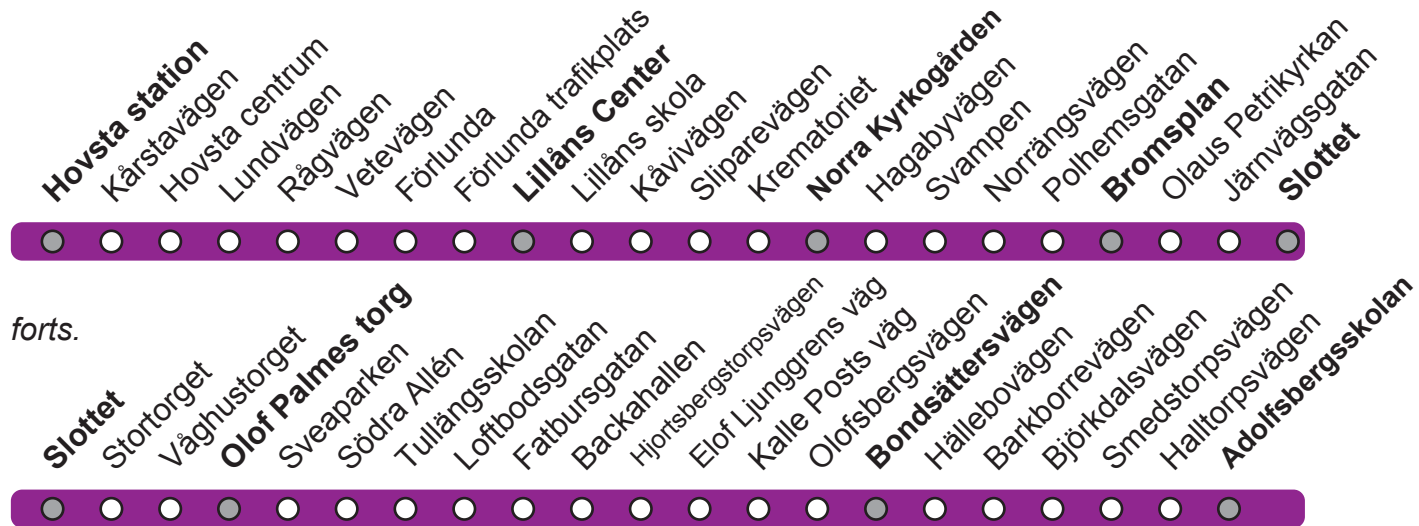 Hovsta station
Kårstavägen
Hovsta centrum
Lundvägen
Rågvägen
Vetevägen
Förlunda
Förlunda trafikplats
Lillåns Center
Lillåns skola
Kåvivägen
Sliparevägen
Krematoriet
Norra Kyrkogården
Hagabyvägen
Svampen
Norrängsvägen
Polhemsgatan
Bromsplan
Olaus Petrikyrkan
Järnvägsgatan
Slottet
forts.
Slottet
Stortorget
Våghustorget
Olof Palmes torg
Sveaparken
Södra Allén
Tullängsskolan
Loftbodsgatan
Fatbursgatan
Backahallen
Hjortsbergstorpsvägen
Elof Ljunggrens väg
Kalle Posts väg
Olofsbergsvägen
Bondsättersvägen
Hällebovägen
Barkborrevägen
Björkdalsvägen
Smedstorpsvägen
Halltorpsvägen
Adolfsbergsskolan